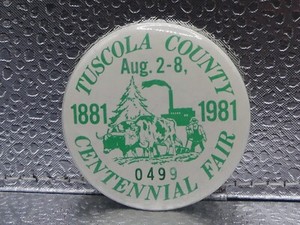 TUSCOLA COUNTY
Aug. 2-8,
1881 1981
0499
CENTENNIAL FAIR